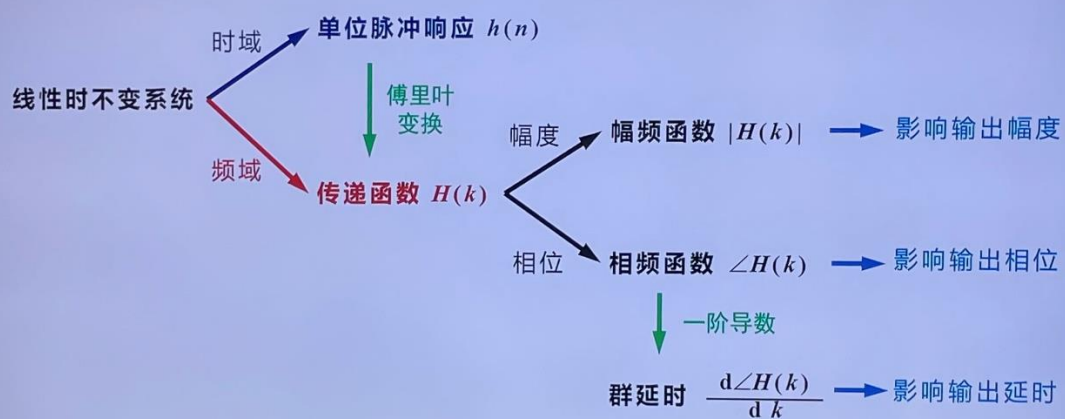 时域
单位脉冲响应 h(n)
线性时不变系统
傅里叶
变换
频域
传递函数 H(k)
幅度
幅频函数 |H(k)|
影响输出幅度
相位
相频函数 ∠H(k)
影响输出相位
一阶导数
群延时 d∠H(k) / d k
影响输出延时